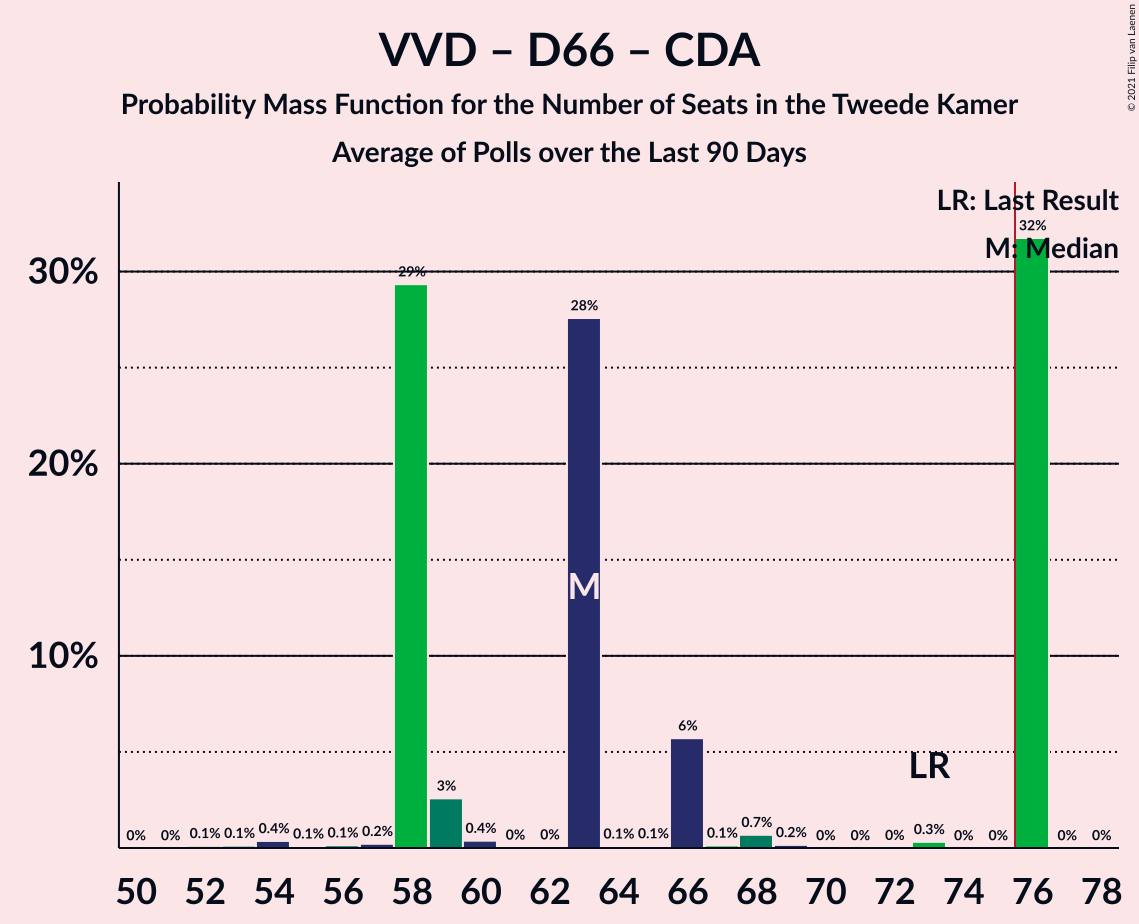 VVD – D66 – CDA
Probability Mass Function for the Number of Seats in the Tweede Kamer
Average of Polls over the Last 90 Days
© 2021 Filip van Laenen
LR: Last Result
M: Median
30%
20%
10%
0% 0% 0.1% 0.1% 0.4% 0.1% 0.1% 0.2% 29% 3% 0.4% 0% 0% 28% 0.1% 0.1% 6% 0.1% 0.7% 0.2% 0% 0% 0% 0.3% 0% 0% 32% 0% 0%
M
LR
50 52 54 56 58 60 62 64 66 68 70 72 74 76 78